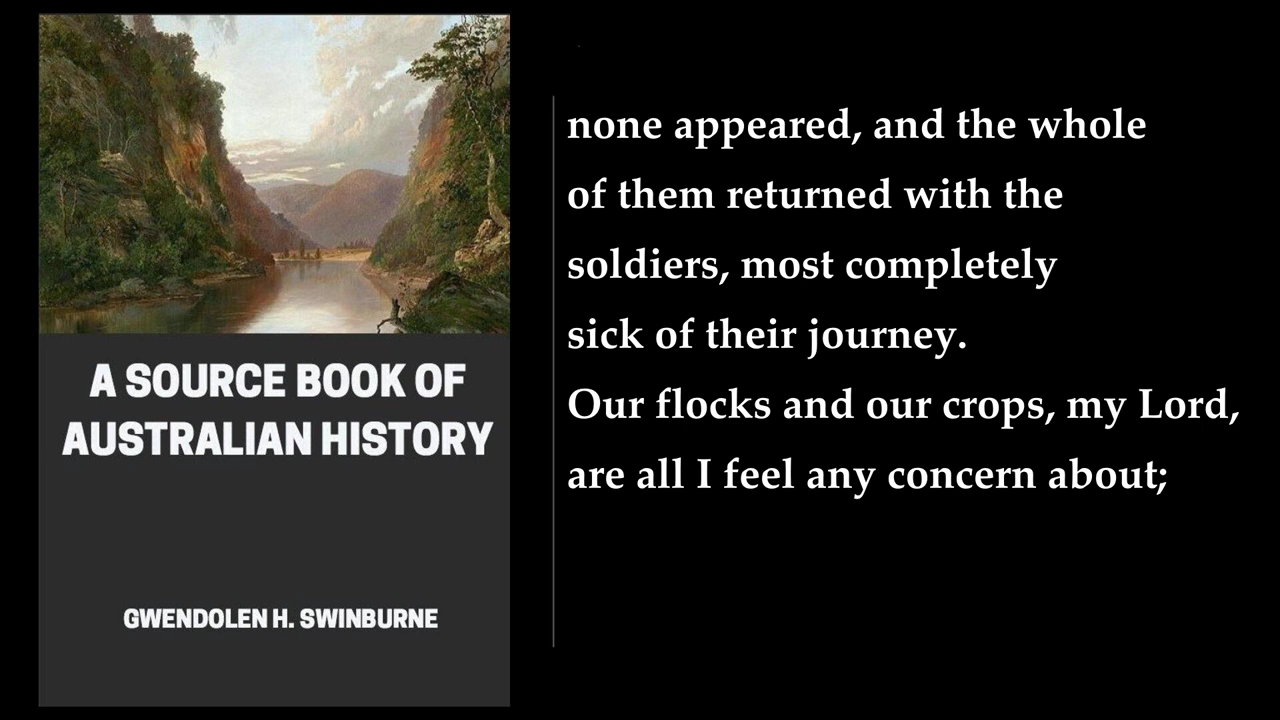 A SOURCE BOOK OF
AUSTRALIAN HISTORY
GWENDOLEN H. SWINBURNE
none appeared, and the whole
of them returned with the
soldiers, most completely
sick of their journey.
Our flocks and our crops, my Lord,
are all I feel any concern about;